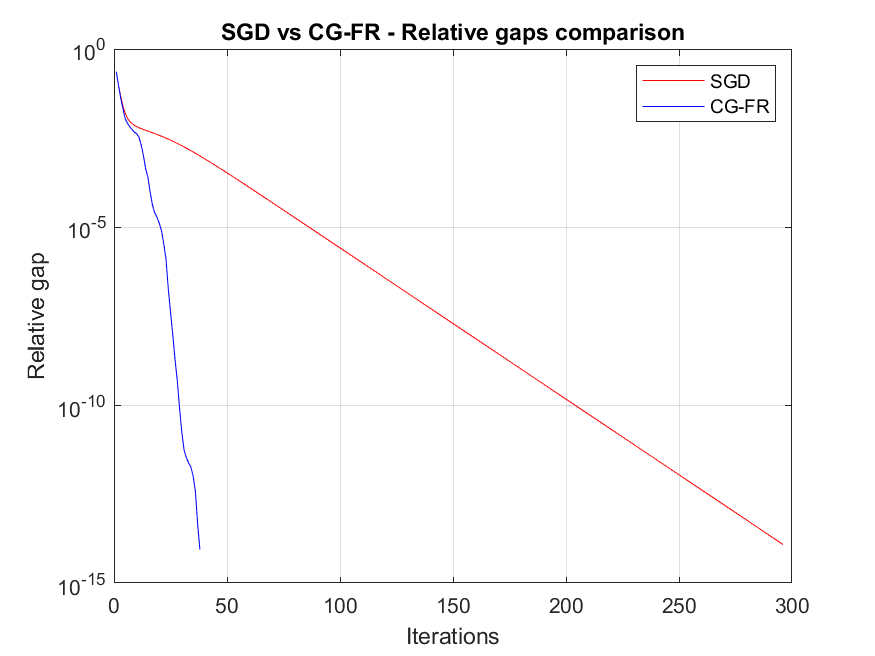 SGD vs CG-FR - Relative gaps comparison
10^0
SGD
CG-FR
10^-5
Relative gap
10^-10
10^-15
0 50 100 150 200 250 300
Iterations